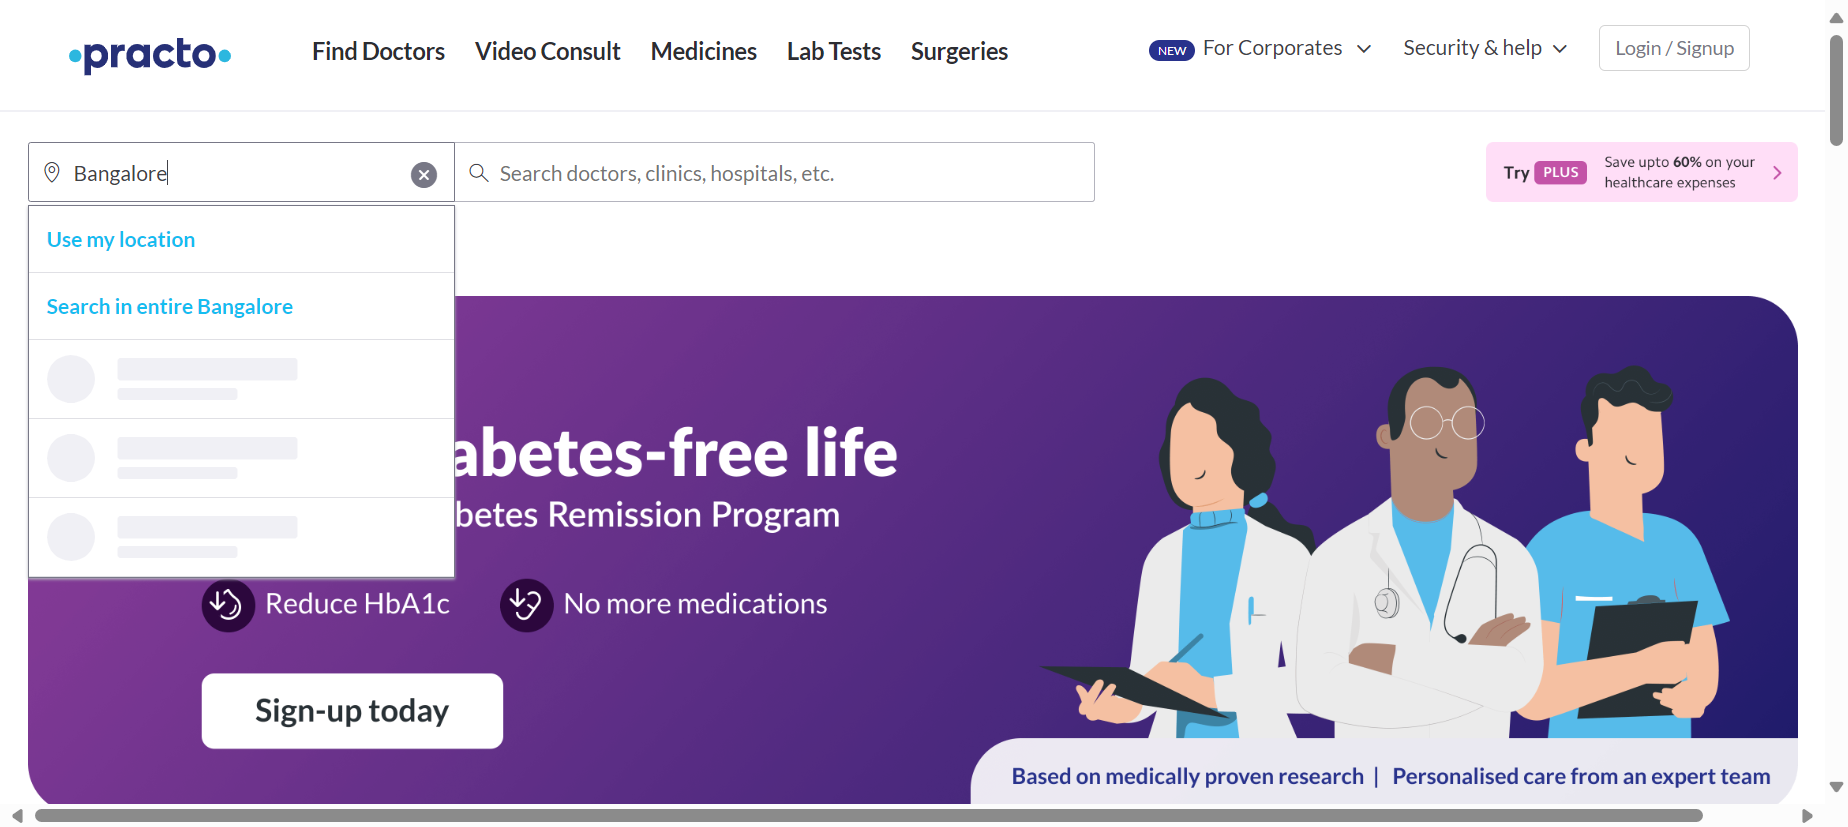 practo
Find Doctors
Video Consult
Medicines
Lab Tests
Surgeries
NEW For Corporates
Security & help
Login / Signup
Bangalore
Search doctors, clinics, hospitals, etc.
Try PLUS
Save upto 60% on your
healthcare expenses
Use my location
Search in entire Bangalore
abetes-free life
betes Remission Program
Reduce HbA1c
No more medications
Sign-up today
Based on medically proven research | Personalised care from an expert team